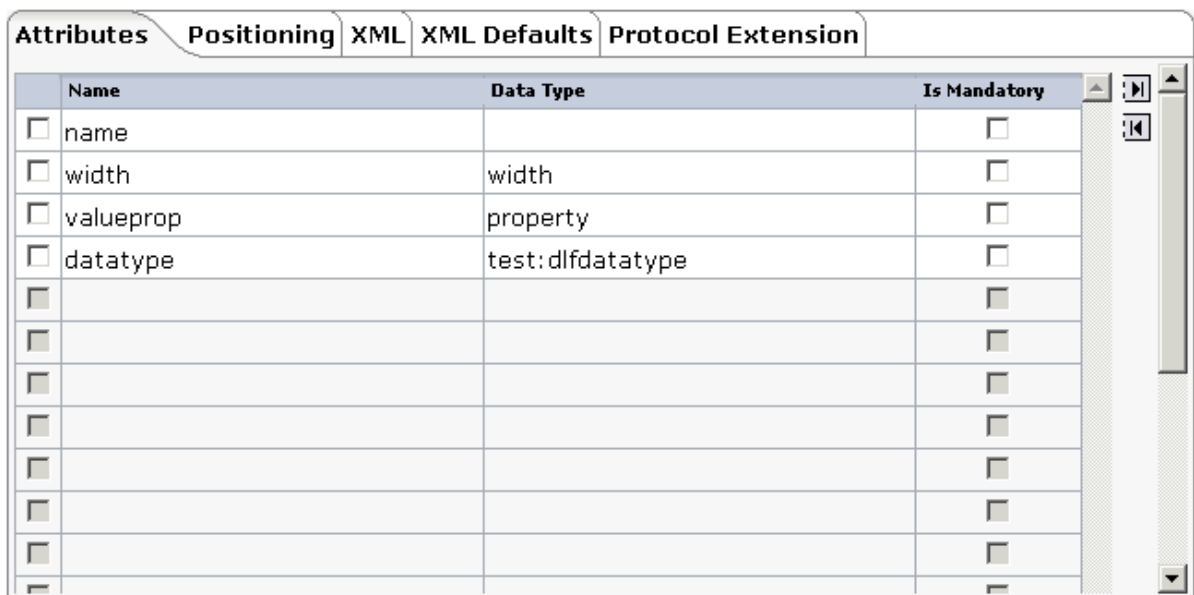 Attributes Positioning XML XML Defaults Protocol Extension
Name Data Type Is Mandatory
name
width width
valueprop property
datatype test:dlfdatatype